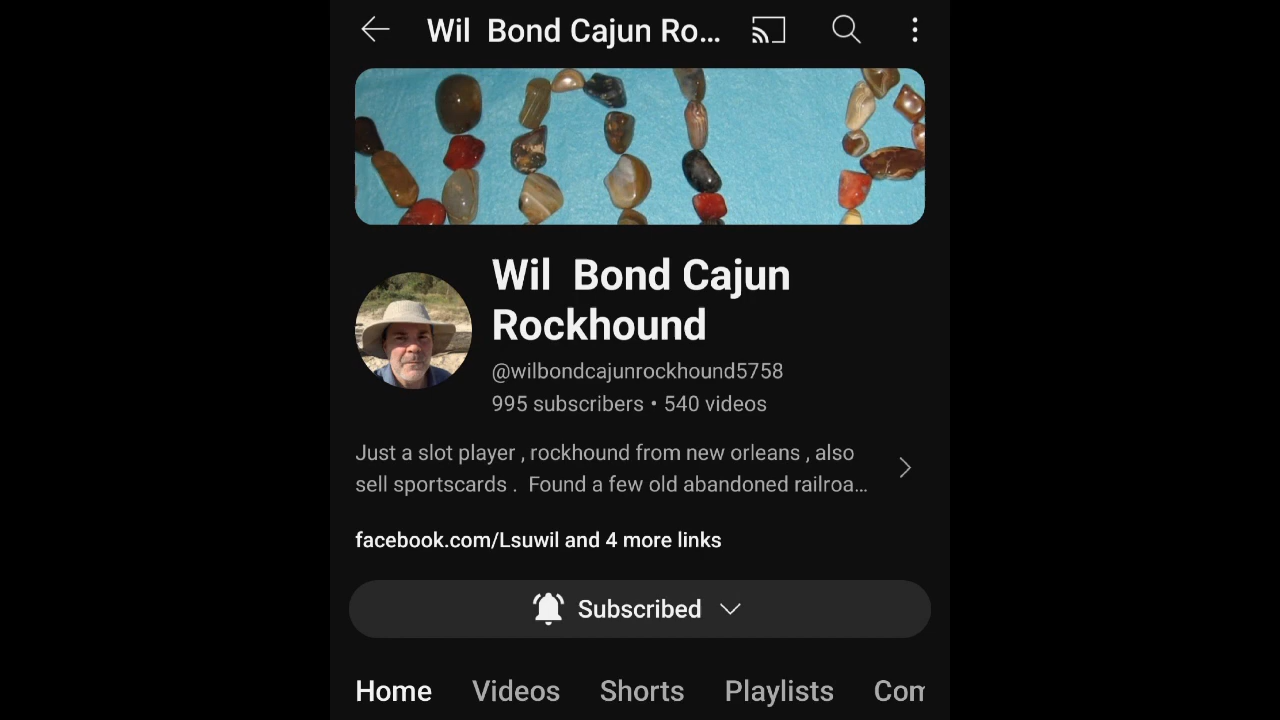 Wil  Bond Cajun Ro...
Wil  Bond Cajun
Rockhound
@wilbondcajunrockhound5758
995 subscribers • 540 videos
Just a slot player , rockhound from new orleans , also
sell sportscards .  Found a few old abandoned railroa...
facebook.com/Lsuwil and 4 more links
Subscribed
Home Videos Shorts Playlists Com